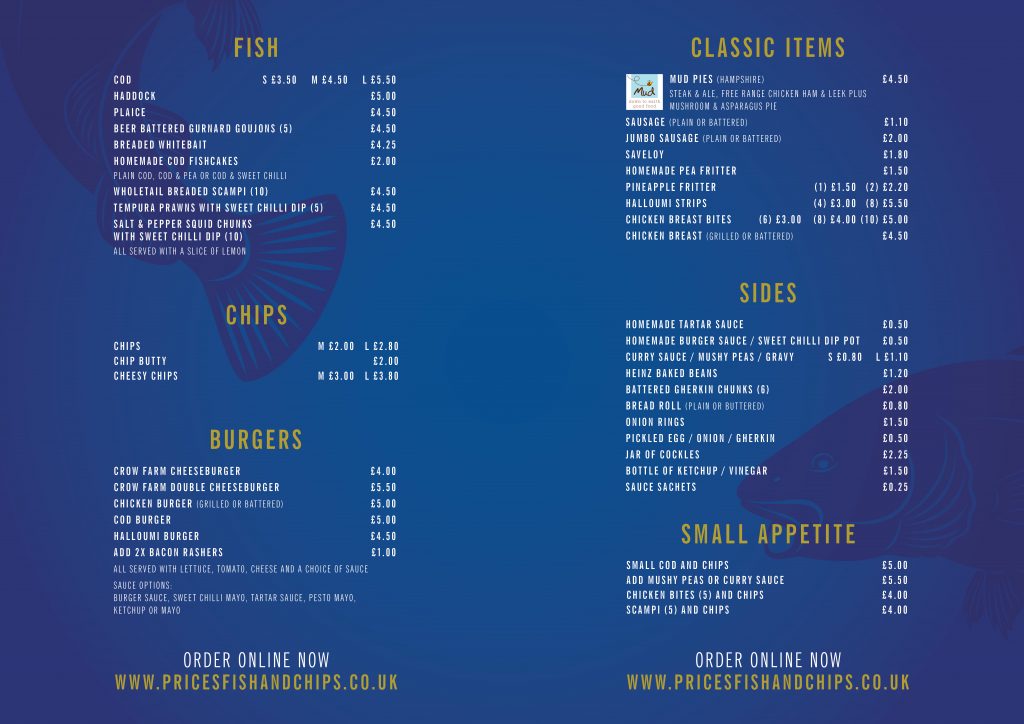 FISH
COD S £3.50 M £4.50 L £5.50
HADDOCK £5.00
PLAICE £4.50
BEER BATTERED GURNARD GOUJONS (5) £4.50
BREADED WHITEBAIT £4.25
HOMEMADE COD FISHCAKES £2.00
PLAIN COD, COD & PEA OR COD & SWEET CHILLI
WHOLETAIL BREADED SCAMPI (10) £4.50
TEMPURA PRAWNS WITH SWEET CHILLI DIP (5) £4.50
SALT & PEPPER SQUID CHUNKS £4.50
WITH SWEET CHILLI DIP (10)
ALL SERVED WITH A SLICE OF LEMON
CHIPS
CHIPS M £2.00 L £2.80
CHIP BUTTY £2.00
CHEESY CHIPS M £3.00 L £3.80
BURGERS
CROW FARM CHEESEBURGER £4.00
CROW FARM DOUBLE CHEESEBURGER £5.50
CHICKEN BURGER (GRILLED OR BATTERED) £5.00
COD BURGER £5.00
HALLOUMI BURGER £4.50
ADD 2X BACON RASHERS £1.00
ALL SERVED WITH LETTUCE, TOMATO, CHEESE AND A CHOICE OF SAUCE
SAUCE OPTIONS:
BURGER SAUCE, SWEET CHILLI MAYO, TARTAR SAUCE, PESTO MAYO,
KETCHUP OR MAYO
ORDER ONLINE NOW
WWW.PRICESFISHANDCHIPS.CO.UK
CLASSIC ITEMS
Mud
down to earth
good food
MUD PIES (HAMPSHIRE) £4.50
STEAK & ALE, FREE RANGE CHICKEN HAM & LEEK PLUS
MUSHROOM & ASPARAGUS PIE
SAUSAGE (PLAIN OR BATTERED) £1.10
JUMBO SAUSAGE (PLAIN OR BATTERED) £2.00
SAVELOY £1.80
HOMEMADE PEA FRITTER £1.50
PINEAPPLE FRITTER (1) £1.50 (2) £2.20
HALLOUMI STRIPS (4) £3.00 (8) £5.50
CHICKEN BREAST BITES (6) £3.00 (8) £4.00 (10) £5.00
CHICKEN BREAST (GRILLED OR BATTERED) £4.50
SIDES
HOMEMADE TARTAR SAUCE £0.50
HOMEMADE BURGER SAUCE / SWEET CHILLI DIP POT £0.50
CURRY SAUCE / MUSHY PEAS / GRAVY S £0.80 L £1.10
HEINZ BAKED BEANS £1.20
BATTERED GHERKIN CHUNKS (6) £2.00
BREAD ROLL (PLAIN OR BUTTERED) £0.80
ONION RINGS £1.50
PICKLED EGG / ONION / GHERKIN £0.50
JAR OF COCKLES £2.25
BOTTLE OF KETCHUP / VINEGAR £1.50
SAUCE SACHETS £0.25
SMALL APPETITE
SMALL COD AND CHIPS £5.00
ADD MUSHY PEAS OR CURRY SAUCE £5.50
CHICKEN BITES (5) AND CHIPS £4.00
SCAMPI (5) AND CHIPS £4.00
ORDER ONLINE NOW
WWW.PRICESFISHANDCHIPS.CO.UK